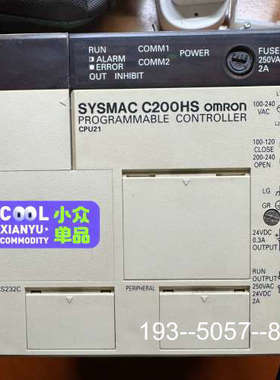 RUN
COMM1
POWER
ALARM
ERROR
COMM2
OUT INHIBIT
FUSE
250VA
2A
SYSMAC C200HS omron
PROGRAMMABLE CONTROLLER
CPU21
100-240
VAC
100-120
CLOSE
200-240
OPEN
LG
GR
24VDC
0.3A
OUTPUT
RUN
OUTPUT
250VAC
24VDC
2A
COOL
XIANYU
COMMODITY
小众
单品
S232C
PERIPHERAL
193--5057--8